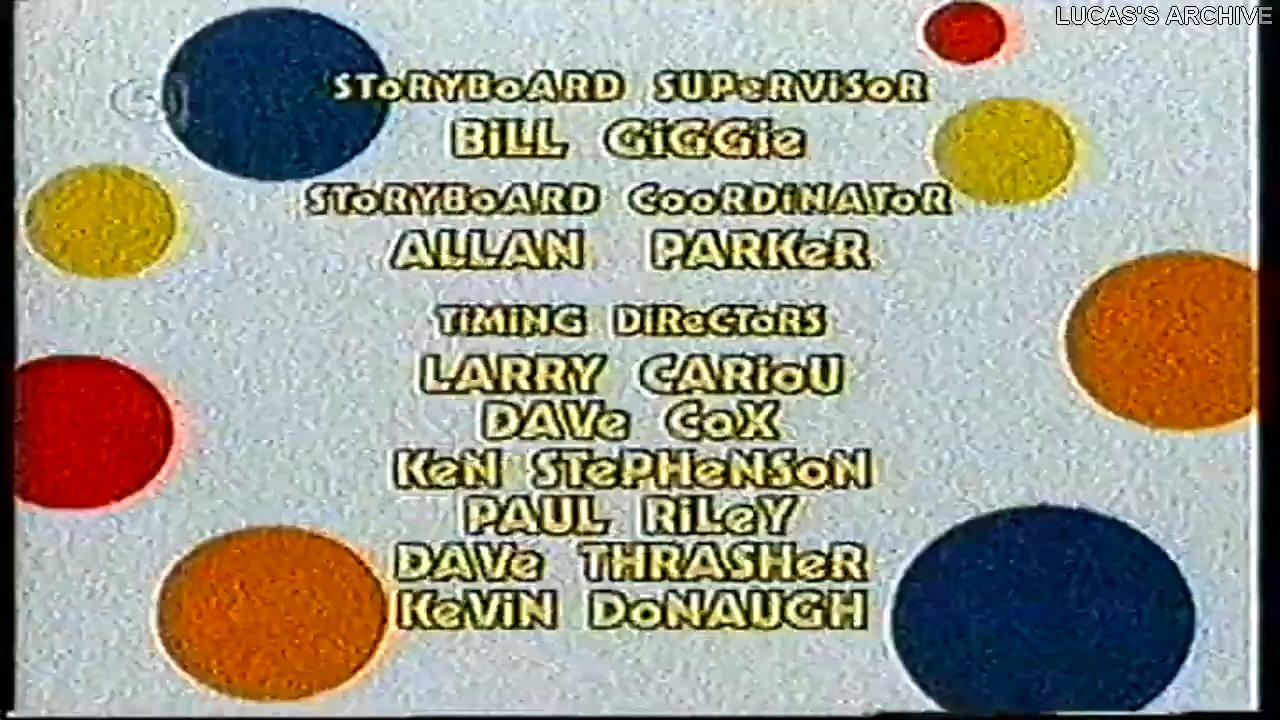 LUCAS'S ARCHIVE
SToRYBoARD SUPeRViSoR
BiLL GiGGie
SToRYBoARD CooRDiNAToR
ALLAN PARKeR
TiMiNG DiReCToRS
LARRY CARioU
DAVe CoX
KeN STePHeNSoN
PAUL RiLeY
DAVe THRASHeR
KeViN DoNAUGH